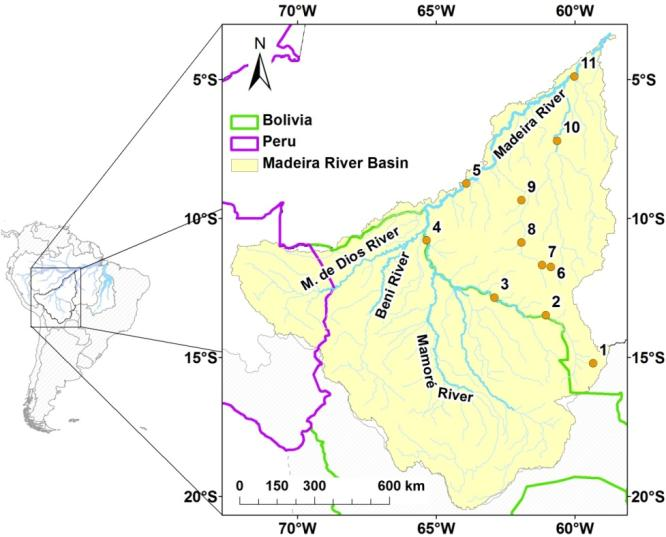 70°W 65°W 60°W
N
5°S 5°S
11
Madeira River
Bolivia
Peru
Madeira River Basin
10
5
9
10°S 10°S
4
8
M. de Dios River
Beni River
7
6
3
2
Mamoré River
15°S 15°S
1
0 150 300 600 km
20°S 20°S
70°W 65°W 60°W